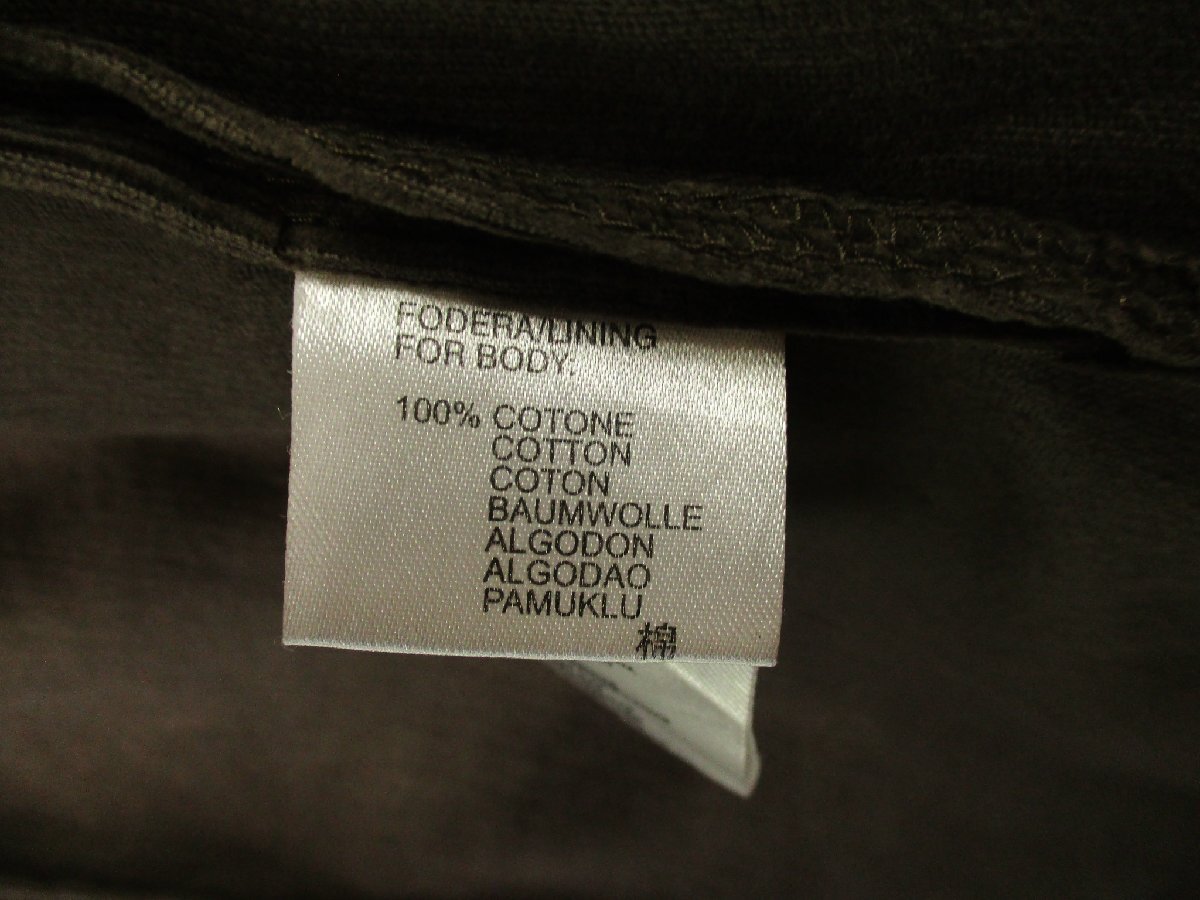 FODERA/LINING
FOR BODY:
100% COTONE
COTTON
COTON
BAUMWOLLE
ALGODON
ALGODAO
PAMUKLU
棉